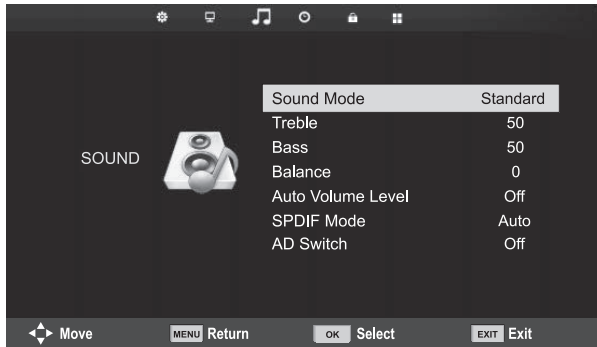 Sound Mode Standard
Treble 50
Bass 50
SOUND
Balance 0
Auto Volume Level Off
SPDIF Mode Auto
AD Switch Off
Move MENU Return OK Select EXIT Exit